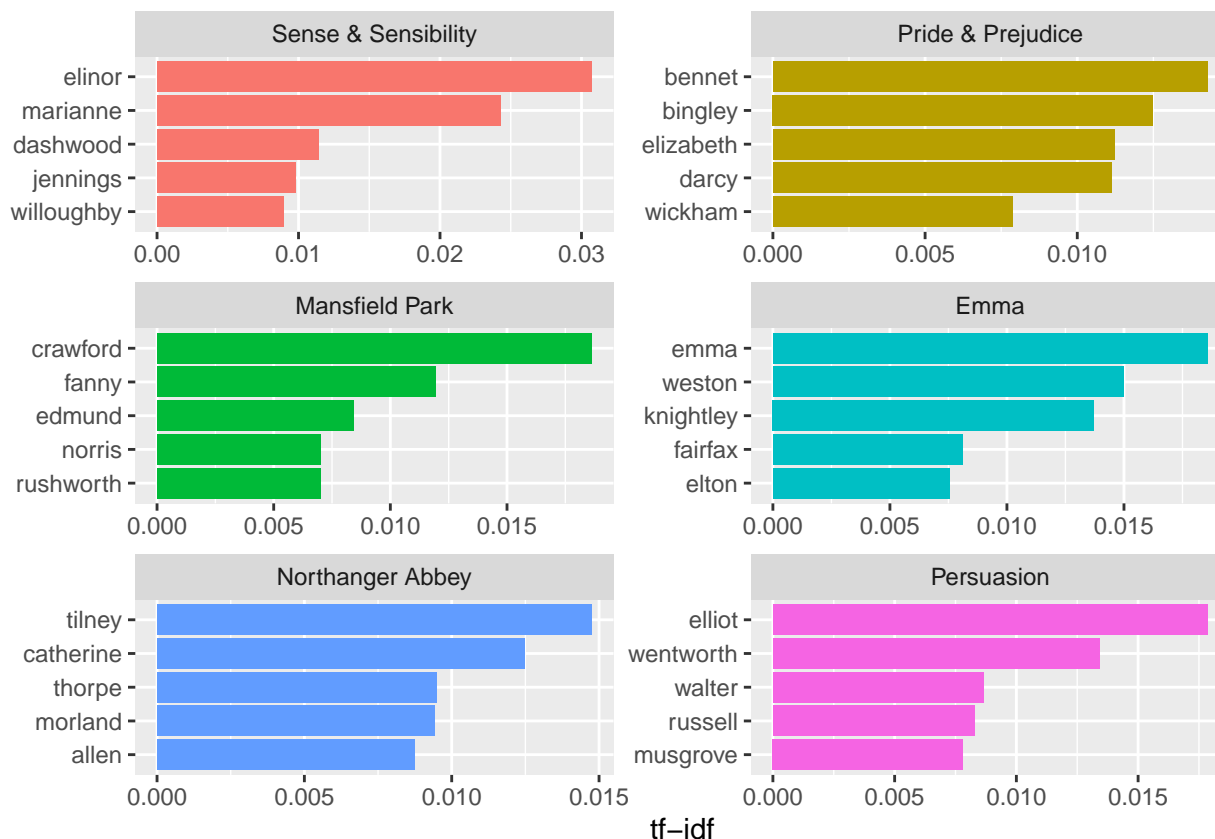 Sense & Sensibility
elinor
marianne
dashwood
jennings
willoughby
0.00 0.01 0.02 0.03
Pride & Prejudice
bennet
bingley
elizabeth
darcy
wickham
0.000 0.005 0.010
Mansfield Park
crawford
fanny
edmund
norris
rushworth
0.000 0.005 0.010 0.015
Emma
emma
weston
knightley
fairfax
elton
0.000 0.005 0.010 0.015
Northanger Abbey
tilney
catherine
thorpe
morland
allen
0.000 0.005 0.010 0.015
Persuasion
elliot
wentworth
walter
russell
musgrove
0.000 0.005 0.010 0.015
tf−idf